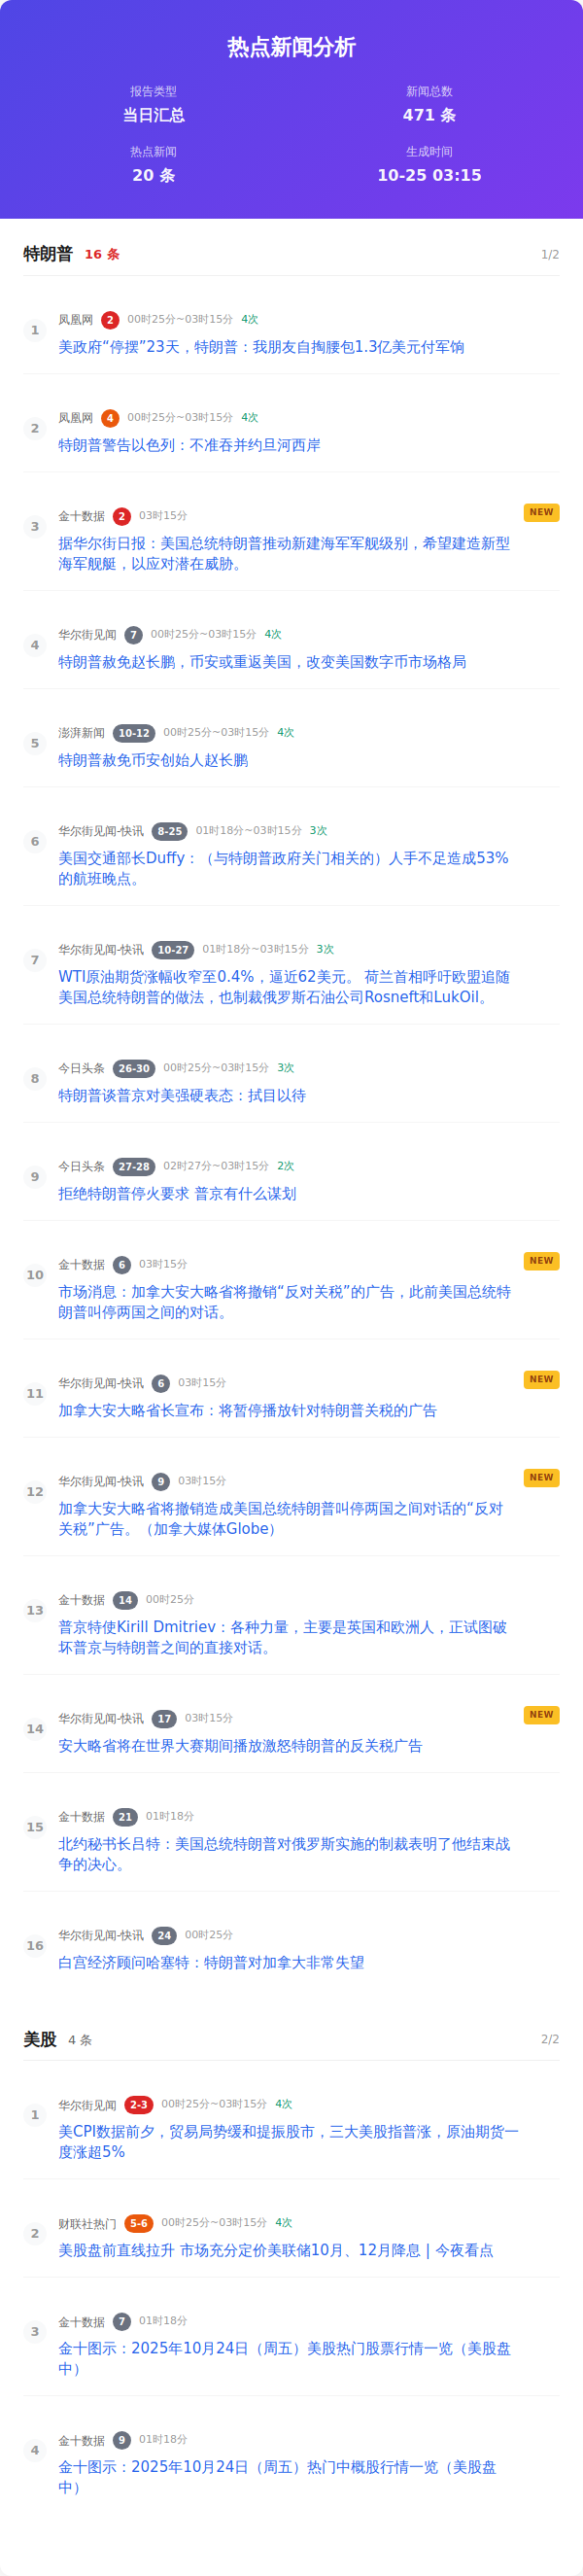 热点新闻分析
报告类型
当日汇总
新闻总数
471 条
热点新闻
20 条
生成时间
10-25 03:15
特朗普 16 条 1/2
1
凤凰网 2 00时25分~03时15分 4次
美政府“停摆”23天，特朗普：我朋友自掏腰包1.3亿美元付军饷
2
凤凰网 4 00时25分~03时15分 4次
特朗普警告以色列：不准吞并约旦河西岸
3
金十数据 2 03时15分 NEW
据华尔街日报：美国总统特朗普推动新建海军军舰级别，希望建造新型
海军舰艇，以应对潜在威胁。
4
华尔街见闻 7 00时25分~03时15分 4次
特朗普赦免赵长鹏，币安或重返美国，改变美国数字币市场格局
5
澎湃新闻 10-12 00时25分~03时15分 4次
特朗普赦免币安创始人赵长鹏
6
华尔街见闻-快讯 8-25 01时18分~03时15分 3次
美国交通部长Duffy：（与特朗普政府关门相关的）人手不足造成53%
的航班晚点。
7
华尔街见闻-快讯 10-27 01时18分~03时15分 3次
WTI原油期货涨幅收窄至0.4%，逼近62美元。 荷兰首相呼吁欧盟追随
美国总统特朗普的做法，也制裁俄罗斯石油公司Rosneft和LukOil。
8
今日头条 26-30 00时25分~03时15分 3次
特朗普谈普京对美强硬表态：拭目以待
9
今日头条 27-28 02时27分~03时15分 2次
拒绝特朗普停火要求 普京有什么谋划
10
金十数据 6 03时15分 NEW
市场消息：加拿大安大略省将撤销“反对关税”的广告，此前美国总统特
朗普叫停两国之间的对话。
11
华尔街见闻-快讯 6 03时15分 NEW
加拿大安大略省长宣布：将暂停播放针对特朗普关税的广告
12
华尔街见闻-快讯 9 03时15分 NEW
加拿大安大略省将撤销造成美国总统特朗普叫停两国之间对话的“反对
关税”广告。（加拿大媒体Globe）
13
金十数据 14 00时25分
普京特使Kirill Dmitriev：各种力量，主要是英国和欧洲人，正试图破
坏普京与特朗普之间的直接对话。
14
华尔街见闻-快讯 17 03时15分 NEW
安大略省将在世界大赛期间播放激怒特朗普的反关税广告
15
金十数据 21 01时18分
北约秘书长吕特：美国总统特朗普对俄罗斯实施的制裁表明了他结束战
争的决心。
16
华尔街见闻-快讯 24 00时25分
白宫经济顾问哈塞特：特朗普对加拿大非常失望
美股 4 条 2/2
1
华尔街见闻 2-3 00时25分~03时15分 4次
美CPI数据前夕，贸易局势缓和提振股市，三大美股指普涨，原油期货一
度涨超5%
2
财联社热门 5-6 00时25分~03时15分 4次
美股盘前直线拉升 市场充分定价美联储10月、12月降息 | 今夜看点
3
金十数据 7 01时18分
金十图示：2025年10月24日（周五）美股热门股票行情一览（美股盘
中）
4
金十数据 9 01时18分
金十图示：2025年10月24日（周五）热门中概股行情一览（美股盘
中）